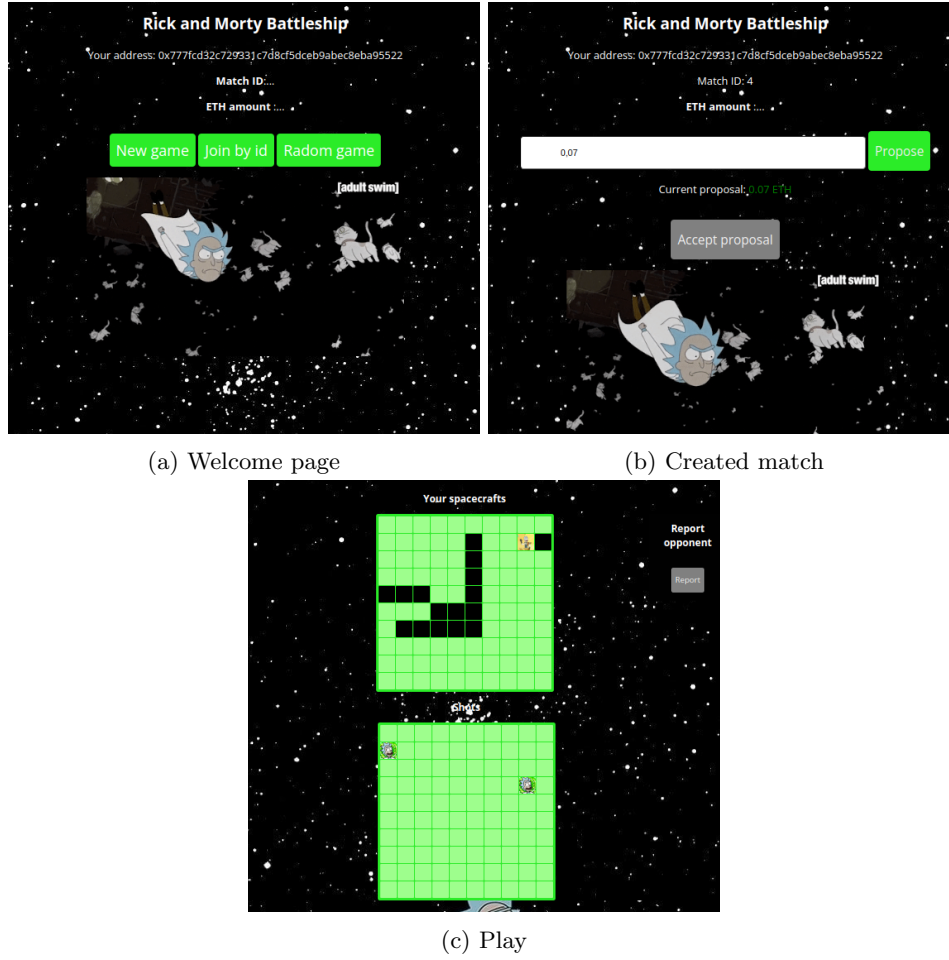 Rick and Morty Battleship
Your address: 0x777fcd32c729331c7d8cf5dceb9abec8eba95522
Match ID:...
ETH amount :...
New game Join by id Radom game
[adult swim]
(a) Welcome page
Rick and Morty Battleship
Your address: 0x777fcd32c729331c7d8cf5dceb9abec8eba95522
Match ID: 4
ETH amount :...
0,07 Propose
Current proposal: 0.07 ETH
Accept proposal
[adult swim]
(b) Created match
Your spacecrafts
Report
opponent
Report
Shots
(c) Play